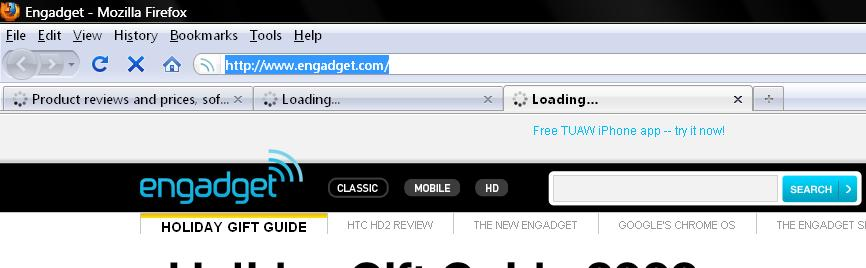 Engadget - Mozilla Firefox
File Edit View History Bookmarks Tools Help
http://www.engadget.com/
Product reviews and prices, sof... Loading... Loading...
Free TUAW iPhone app -- try it now!
engadget CLASSIC MOBILE HD SEARCH
HOLIDAY GIFT GUIDE HTC HD2 REVIEW THE NEW ENGADGET GOOGLE'S CHROME OS THE ENGADGET S